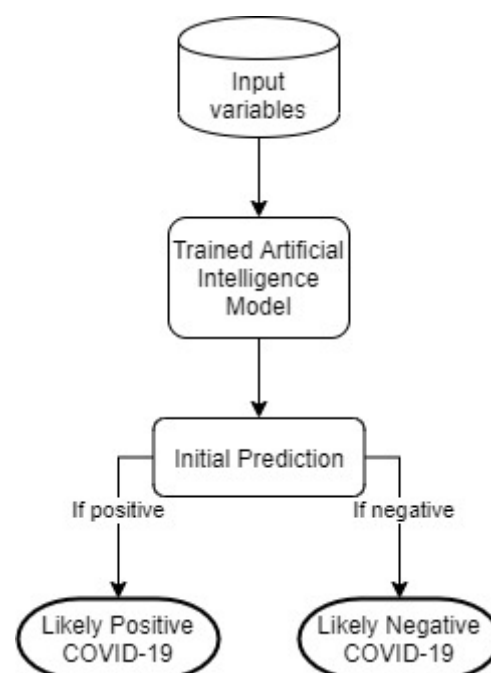 Input
variables
Trained Artificial
Intelligence
Model
Initial Prediction
If positive
If negative
Likely Positive
COVID-19
Likely Negative
COVID-19